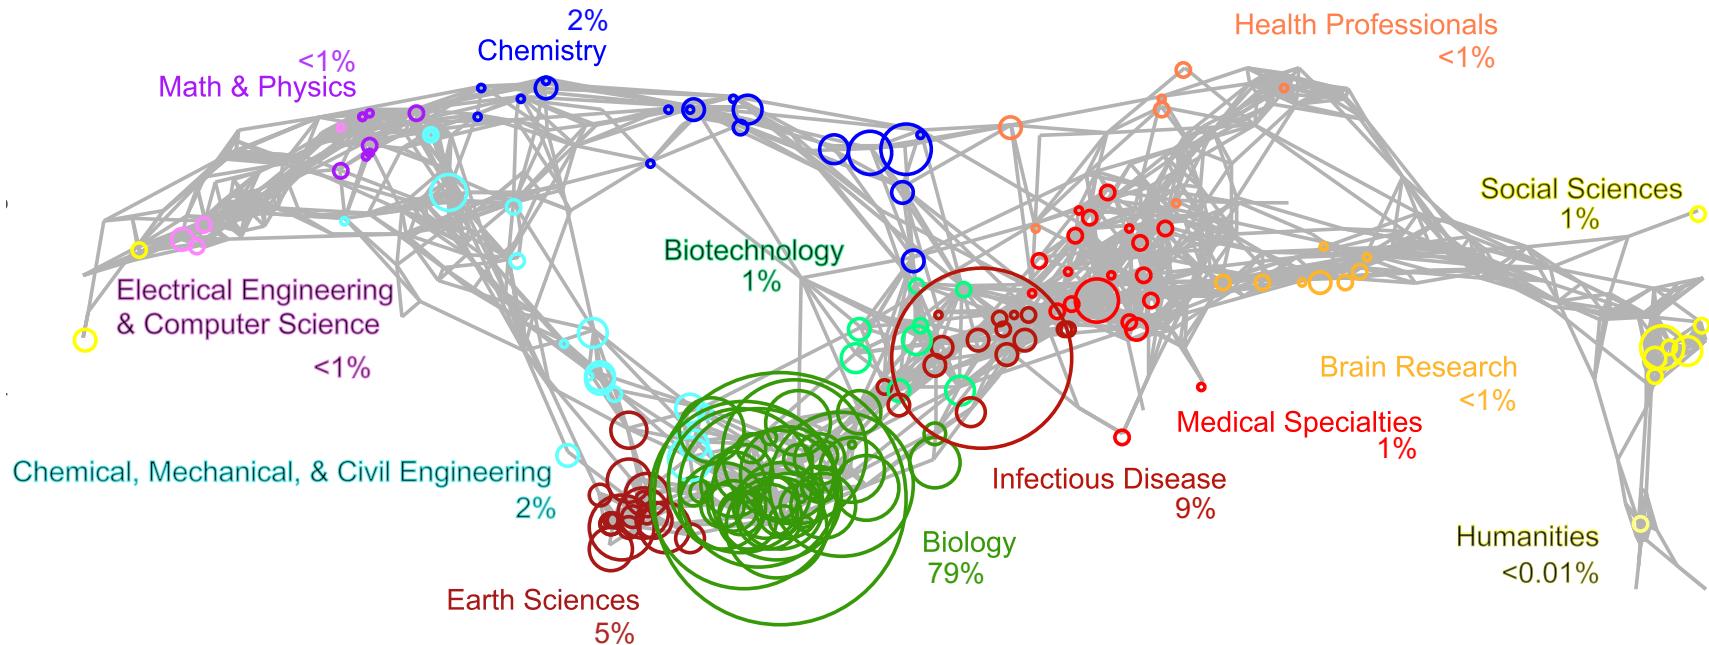 2%
Chemistry
<1%
Math & Physics
Health Professionals
<1%
Social Sciences
1%
Biotechnology
1%
Electrical Engineering
& Computer Science
<1%
Brain Research
<1%
Medical Specialties
1%
Chemical, Mechanical, & Civil Engineering
2%
Infectious Disease
9%
Biology
79%
Humanities
<0.01%
Earth Sciences
5%